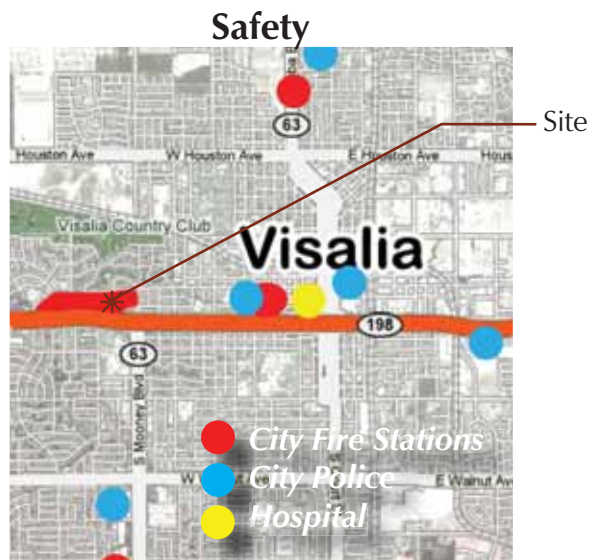 Safety
63
Site
Houston Ave
W Houston Ave
E Houston Ave
Visalia Country Club
Visalia
198
63
S Mooney Blvd
City Fire Stations
City Police
E Walnut Ave
Hospital